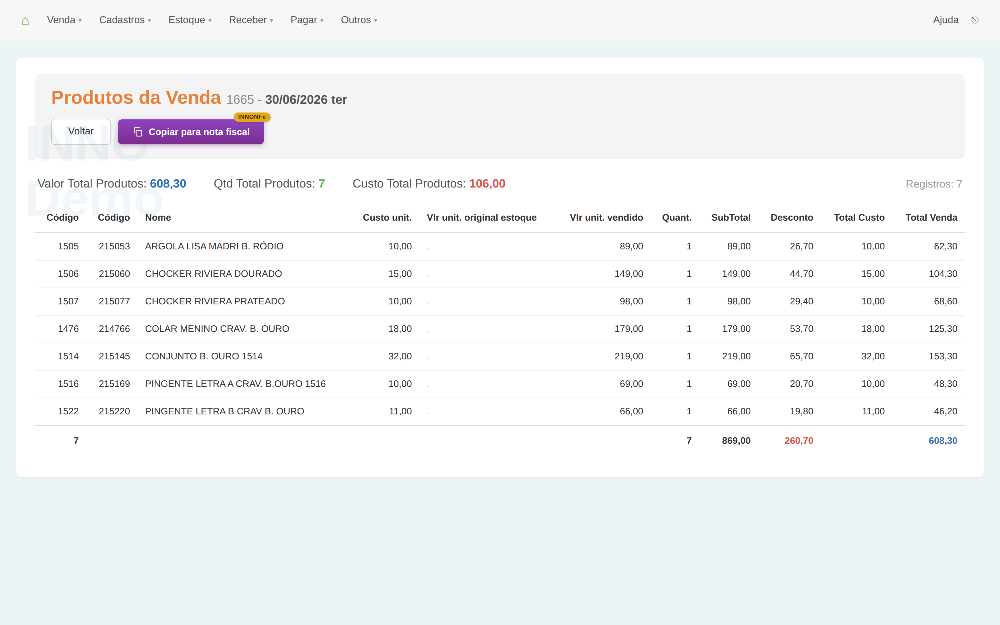 Venda ▾ Cadastros ▾ Estoque ▾ Receber ▾ Pagar ▾ Outros ▾ Ajuda
Produtos da Venda 1665 - 30/06/2026 ter
INNONFe
Voltar Copiar para nota fiscal
INNO
Demo
Valor Total Produtos: 608,30 Qtd Total Produtos: 7 Custo Total Produtos: 106,00 Registros: 7
Código Código Nome Custo unit. Vlr unit. original estoque Vlr unit. vendido Quant. SubTotal Desconto Total Custo Total Venda
1505 215053 ARGOLA LISA MADRI B. RÓDIO 10,00 . 89,00 1 89,00 26,70 10,00 62,30
1506 215060 CHOCKER RIVIERA DOURADO 15,00 . 149,00 1 149,00 44,70 15,00 104,30
1507 215077 CHOCKER RIVIERA PRATEADO 10,00 . 98,00 1 98,00 29,40 10,00 68,60
1476 214766 COLAR MENINO CRAV. B. OURO 18,00 . 179,00 1 179,00 53,70 18,00 125,30
1514 215145 CONJUNTO B. OURO 1514 32,00 . 219,00 1 219,00 65,70 32,00 153,30
1516 215169 PINGENTE LETRA A CRAV. B.OURO 1516 10,00 . 69,00 1 69,00 20,70 10,00 48,30
1522 215220 PINGENTE LETRA B CRAV B. OURO 11,00 . 66,00 1 66,00 19,80 11,00 46,20
7 7 869,00 260,70 608,30